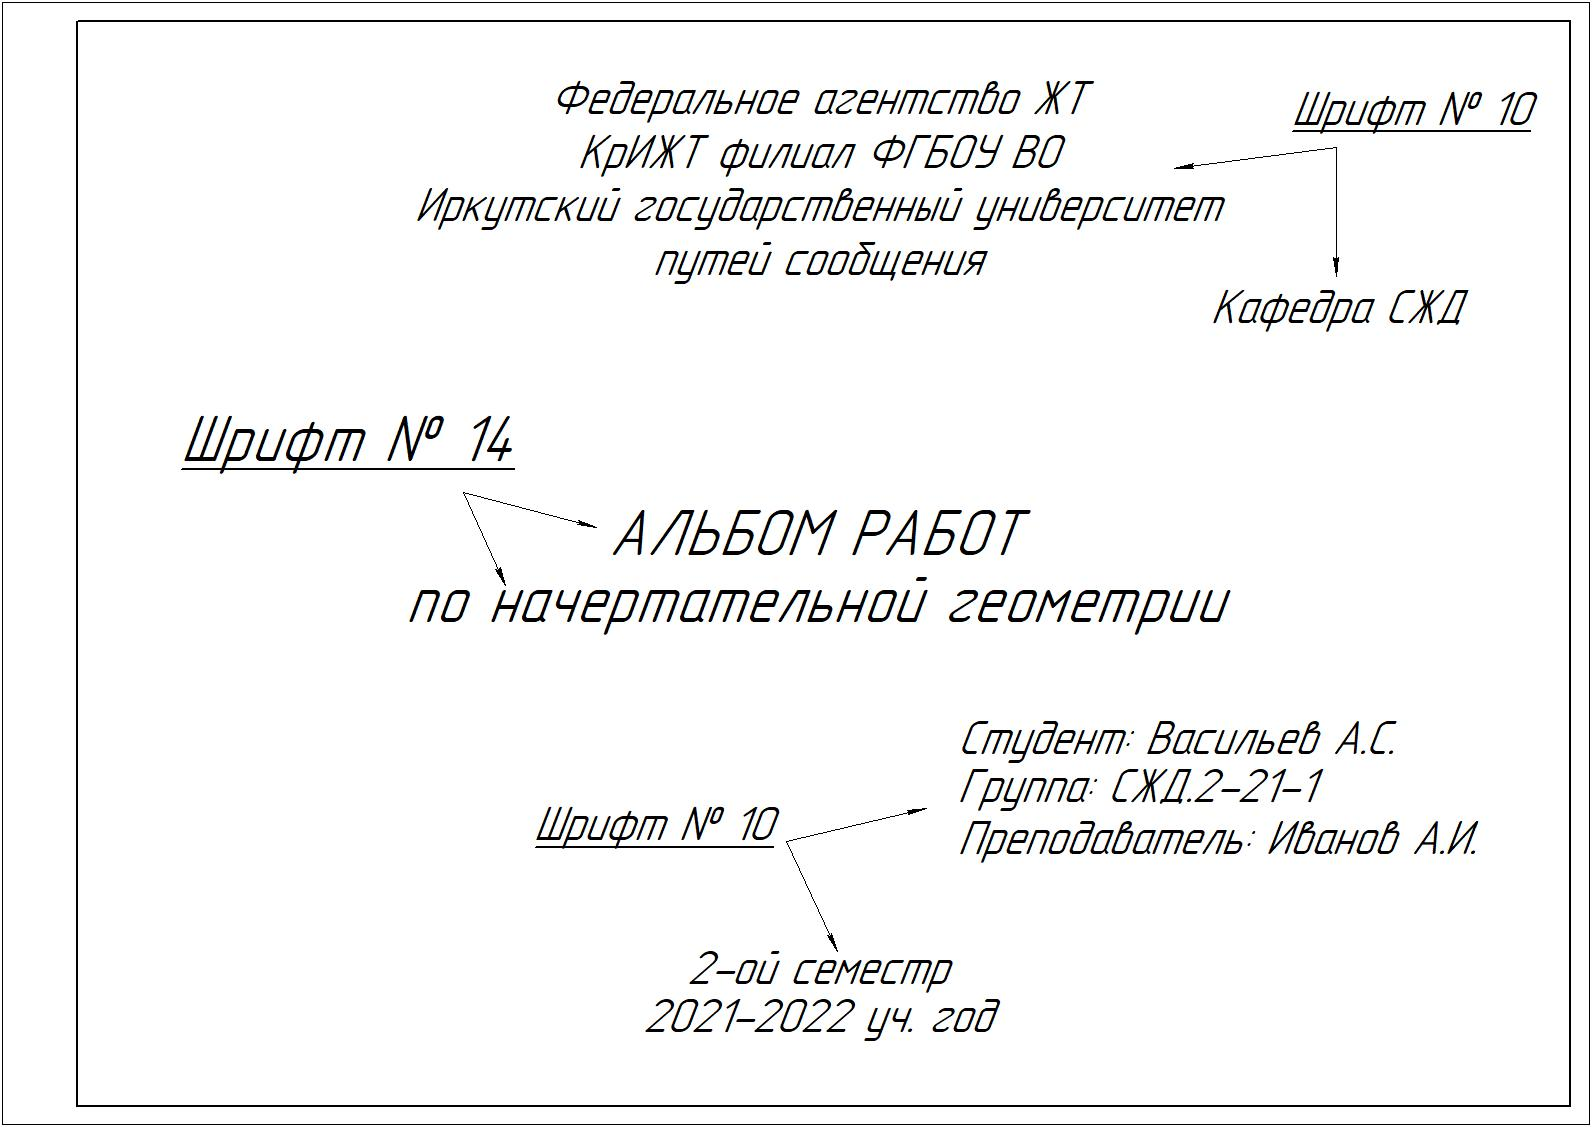 Федеральное агентство ЖТ
Шрифт № 10
КрИЖТ филиал ФГБОУ ВО
Иркутский государственный университет
путей сообщения
Кафедра СЖД
Шрифт № 14
АЛЬБОМ РАБОТ
по начертательной геометрии
Студент: Васильев А.С.
Группа: СЖД.2-21-1
Шрифт № 10
Преподаватель: Иванов А.И.
2-ой семестр
2021-2022 уч. год